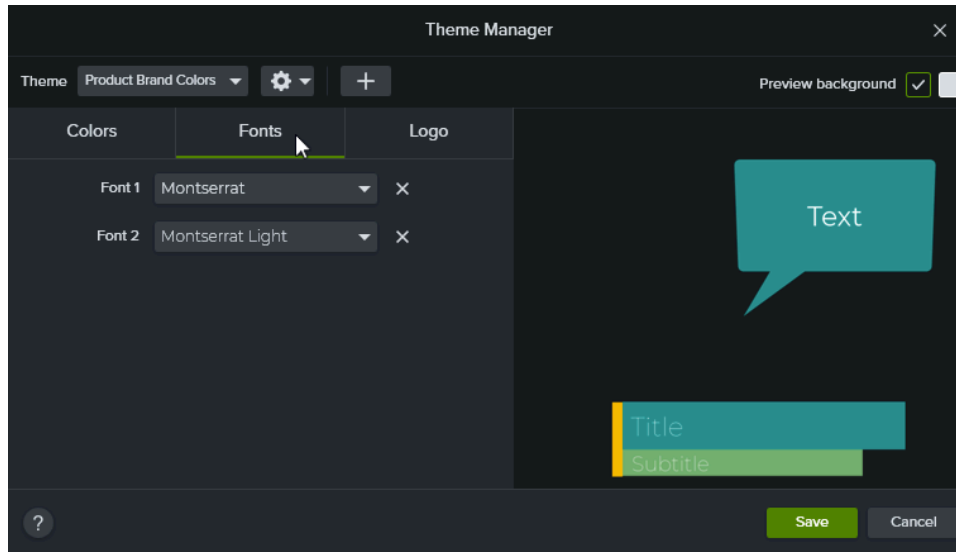 Theme Manager
Theme Product Brand Colors Preview background
Colors Fonts Logo
Font 1 Montserrat
Font 2 Montserrat Light
Text
Title
Subtitle
? Save Cancel